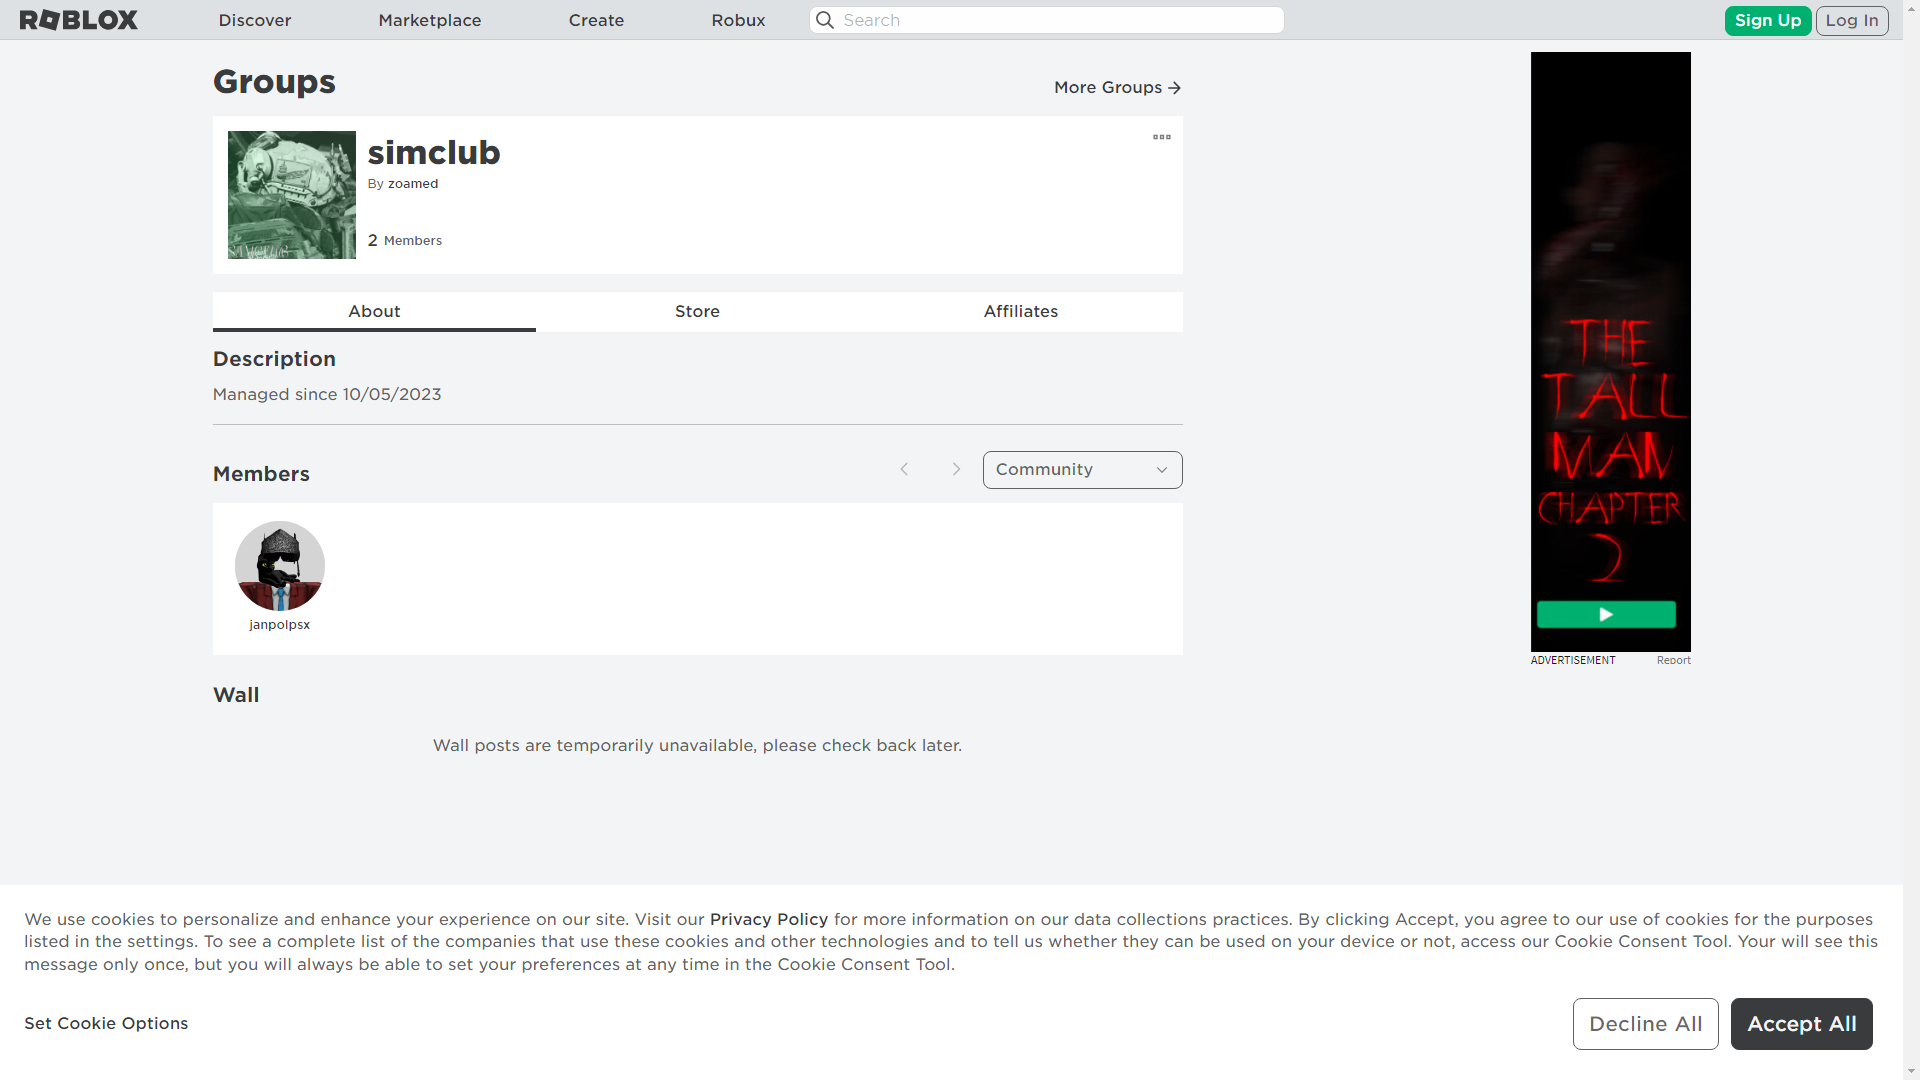 ROBLOX
Discover
Marketplace
Create
Robux
Search
Sign Up
Log In
Groups
More Groups
simclub
By zoamed
2 Members
About
Store
Affiliates
Description
Managed since 10/05/2023
Members
Community
janpolpsx
Wall
Wall posts are temporarily unavailable, please check back later.
THE
TALL
MAN
CHAPTER
2
ADVERTISEMENT
Report
We use cookies to personalize and enhance your experience on our site. Visit our Privacy Policy for more information on our data collections practices. By clicking Accept, you agree to our use of cookies for the purposes
listed in the settings. To see a complete list of the companies that use these cookies and other technologies and to tell us whether they can be used on your device or not, access our Cookie Consent Tool. Your will see this
message only once, but you will always be able to set your preferences at any time in the Cookie Consent Tool.
Set Cookie Options
Decline All
Accept All